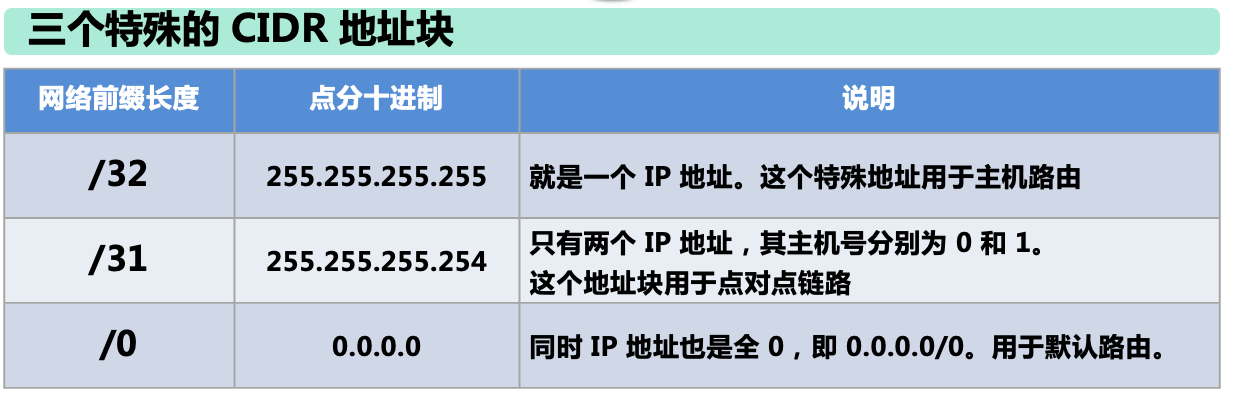 三个特殊的 CIDR 地址块
网络前缀长度 点分十进制 说明
/32 255.255.255.255 就是一个 IP 地址。这个特殊地址用于主机路由
/31 255.255.255.254 只有两个 IP 地址，其主机号分别为 0 和 1。
这个地址块用于点对点链路
/0 0.0.0.0 同时 IP 地址也是全 0，即 0.0.0.0/0。用于默认路由。